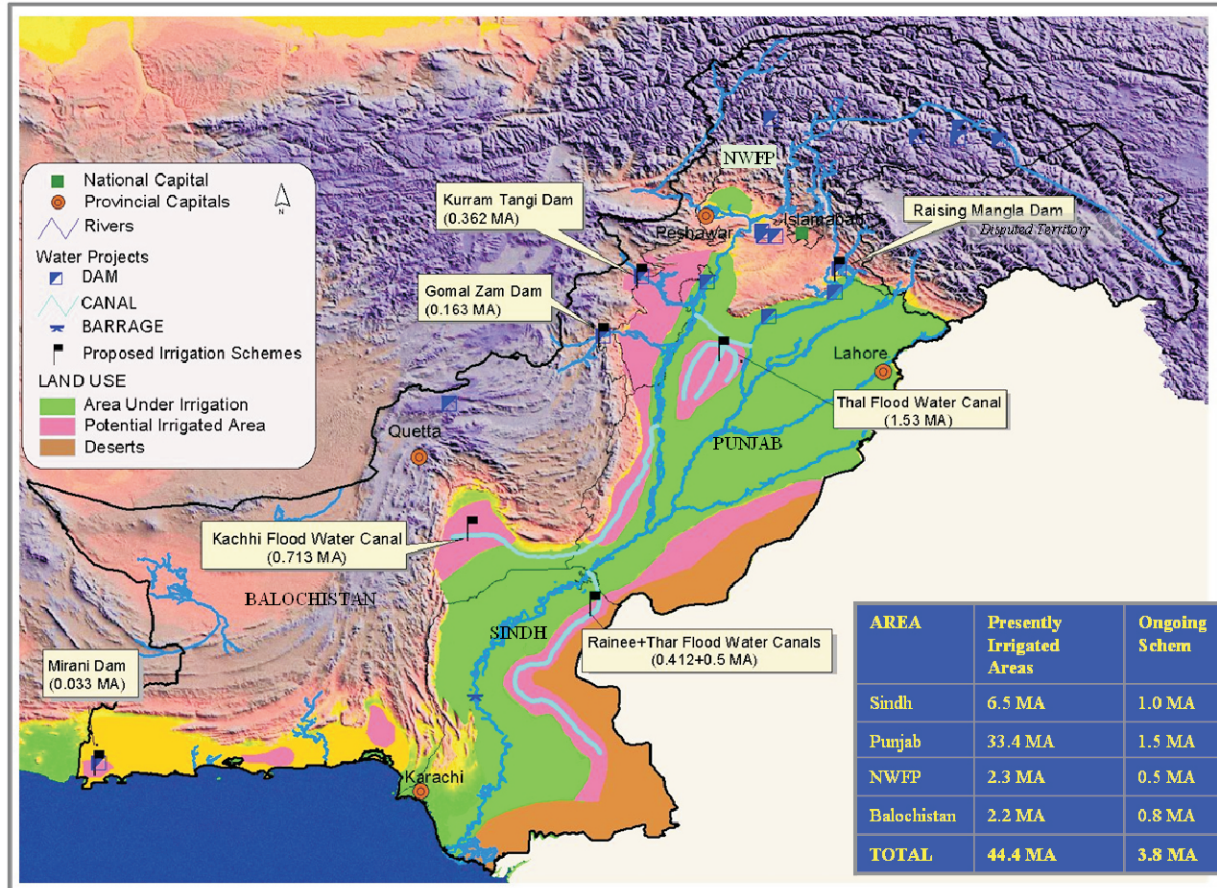 National Capital
Provincial Capitals
N
Rivers
Water Projects
DAM
CANAL
BARRAGE
Proposed Irrigation Schemes
LAND USE
Area Under Irrigation
Potential Irrigated Area
Deserts
NWFP
Kurram Tangi Dam
(0.362 MA)
Peshawar
Islamabad
Raising Mangla Dam
Disputed Territory
Gomal Zam Dam
(0.163 MA)
Lahore
Thal Flood Water Canal
(1.53 MA)
Quetta
PUNJAB
Kachhi Flood Water Canal
(0.713 MA)
BALOCHISTAN
SINDH
Rainee+Thar Flood Water Canals
(0.412+0.5 MA)
Mirani Dam
(0.033 MA)
Karachi
AREA Presently Irrigated Areas Ongoing Schem
Sindh 6.5 MA 1.0 MA
Punjab 33.4 MA 1.5 MA
NWFP 2.3 MA 0.5 MA
Balochistan 2.2 MA 0.8 MA
TOTAL 44.4 MA 3.8 MA